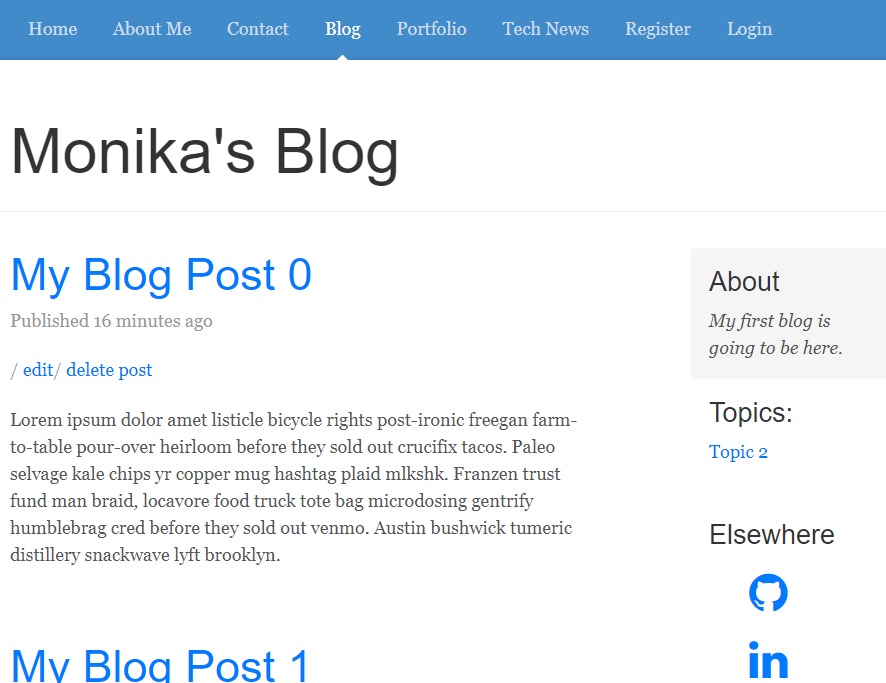 Home About Me Contact Blog Portfolio Tech News Register Login
Monika's Blog
My Blog Post 0
Published 16 minutes ago
/ edit/ delete post
Lorem ipsum dolor amet listicle bicycle rights post-ironic freegan farm-
to-table pour-over heirloom before they sold out crucifix tacos. Paleo
selvage kale chips yr copper mug hashtag plaid mlkshk. Franzen trust
fund man braid, locavore food truck tote bag microdosing gentrify
humblebrag cred before they sold out venmo. Austin bushwick tumeric
distillery snackwave lyft brooklyn.
My Blog Post 1
About
My first blog is
going to be here.
Topics:
Topic 2
Elsewhere
in